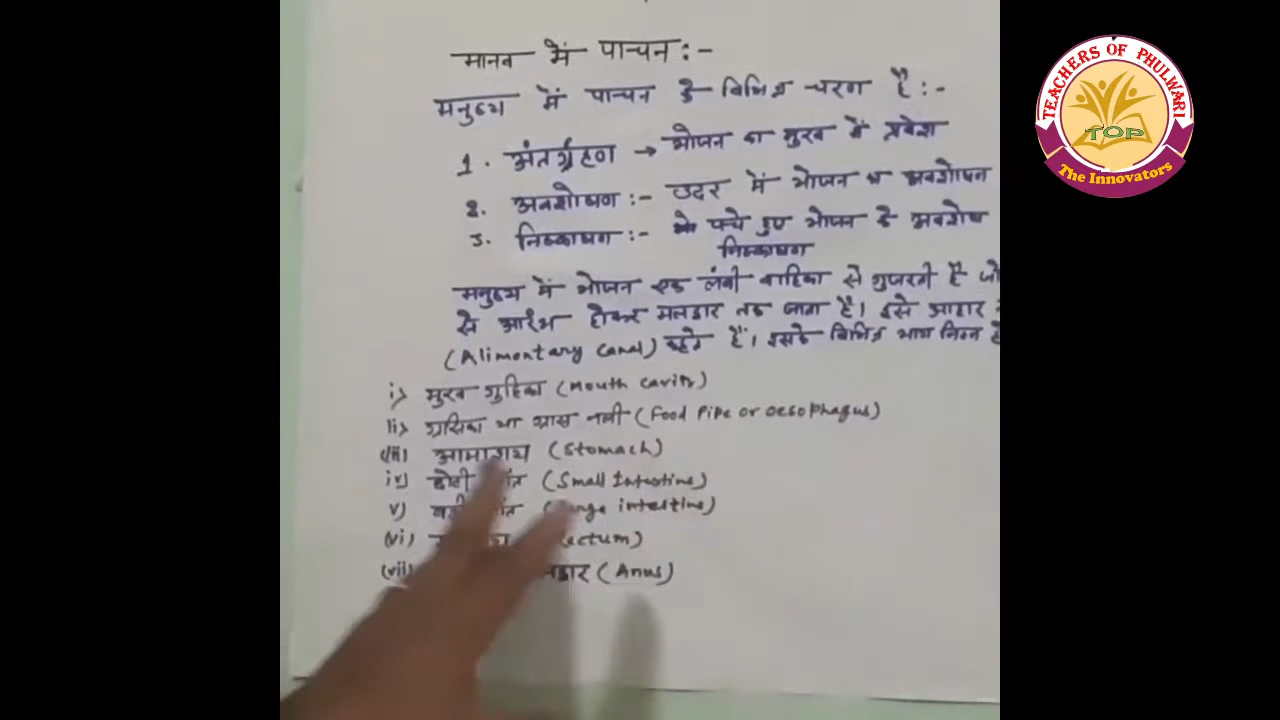 मानव में पाचन :-
मनुष्य में पाचन के विभिन्न चरण हैं :-
1. अंतर्ग्रहण → भोजन का मुख में प्रवेश
2. अवशोषण :- उदर में भोजन का अवशोषण
3. निष्कासन :- पचे हुए भोजन के अवशेष
निष्कासन
मनुष्य में भोजन एक लंबी वाहिका से गुजरती है जो
से आरंभ होकर मलद्वार तक जाता है। इसे आहार
(Alimentary Canal) कहते हैं। इसके विभिन्न भाग निम्न
i) मुख गुहिका (Mouth Cavity)
ii) ग्रसिका या ग्रास नली (Food Pipe or Oesophagus)
(iii) आमाशय (Stomach)
iv) छोटी (Small Intestine)
v) intestine)
(vi)
(vii) (Anus)
TEACHERS OF PHULWARI
TOP
The Innovators